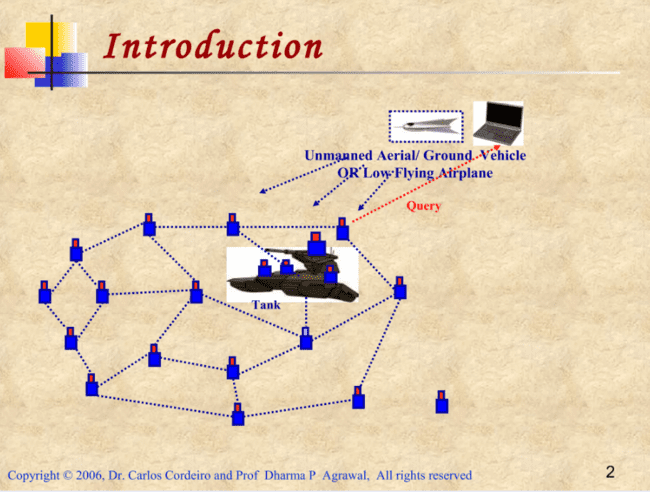 Introduction
Unmanned Aerial/ Ground Vehicle
OR Low Flying Airplane
Query
Tank
Copyright © 2006, Dr. Carlos Cordeiro and Prof Dharma P Agrawal, All rights reserved
2